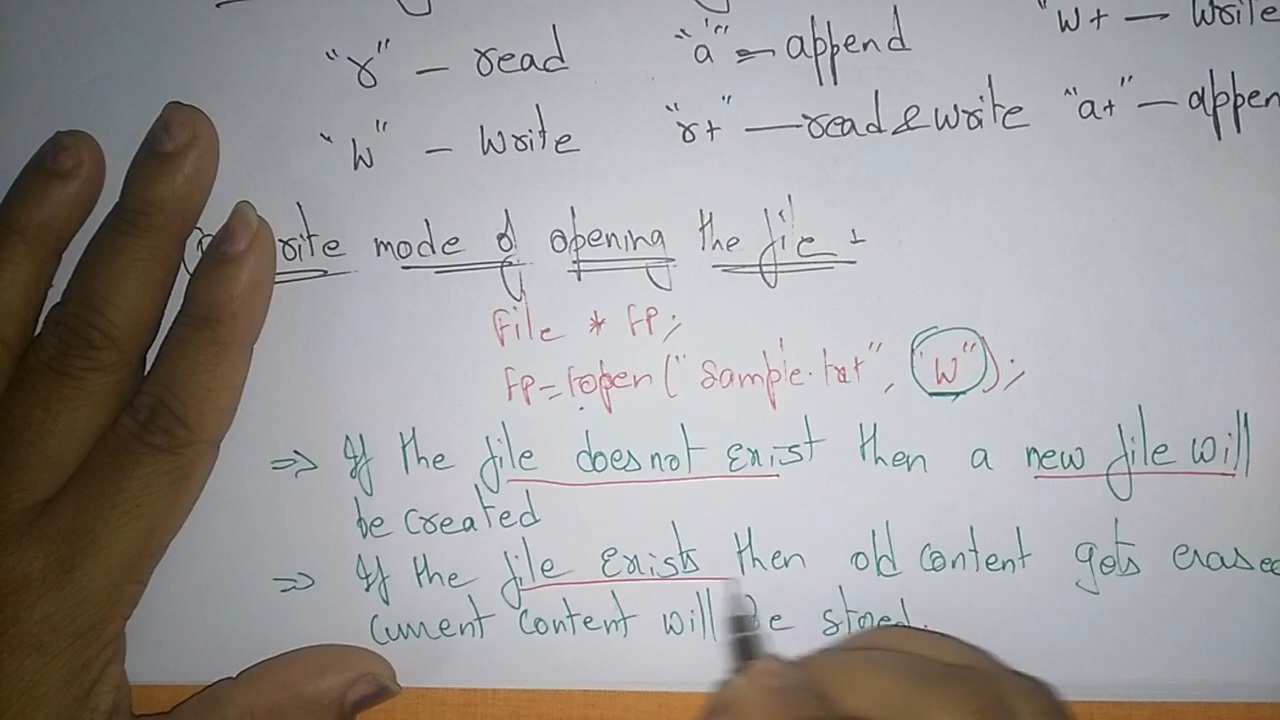 "w+ — write
"r" — read "a" — append
"w" — write "r+" — read & write "a+" — appen
write mode of opening the file :-
File * FP;
FP = fopen("Sample.txt", "w");
⇒ If the file does not exist then a new file will
be created
⇒ If the file exists then old content gets erase
current content will be stored.